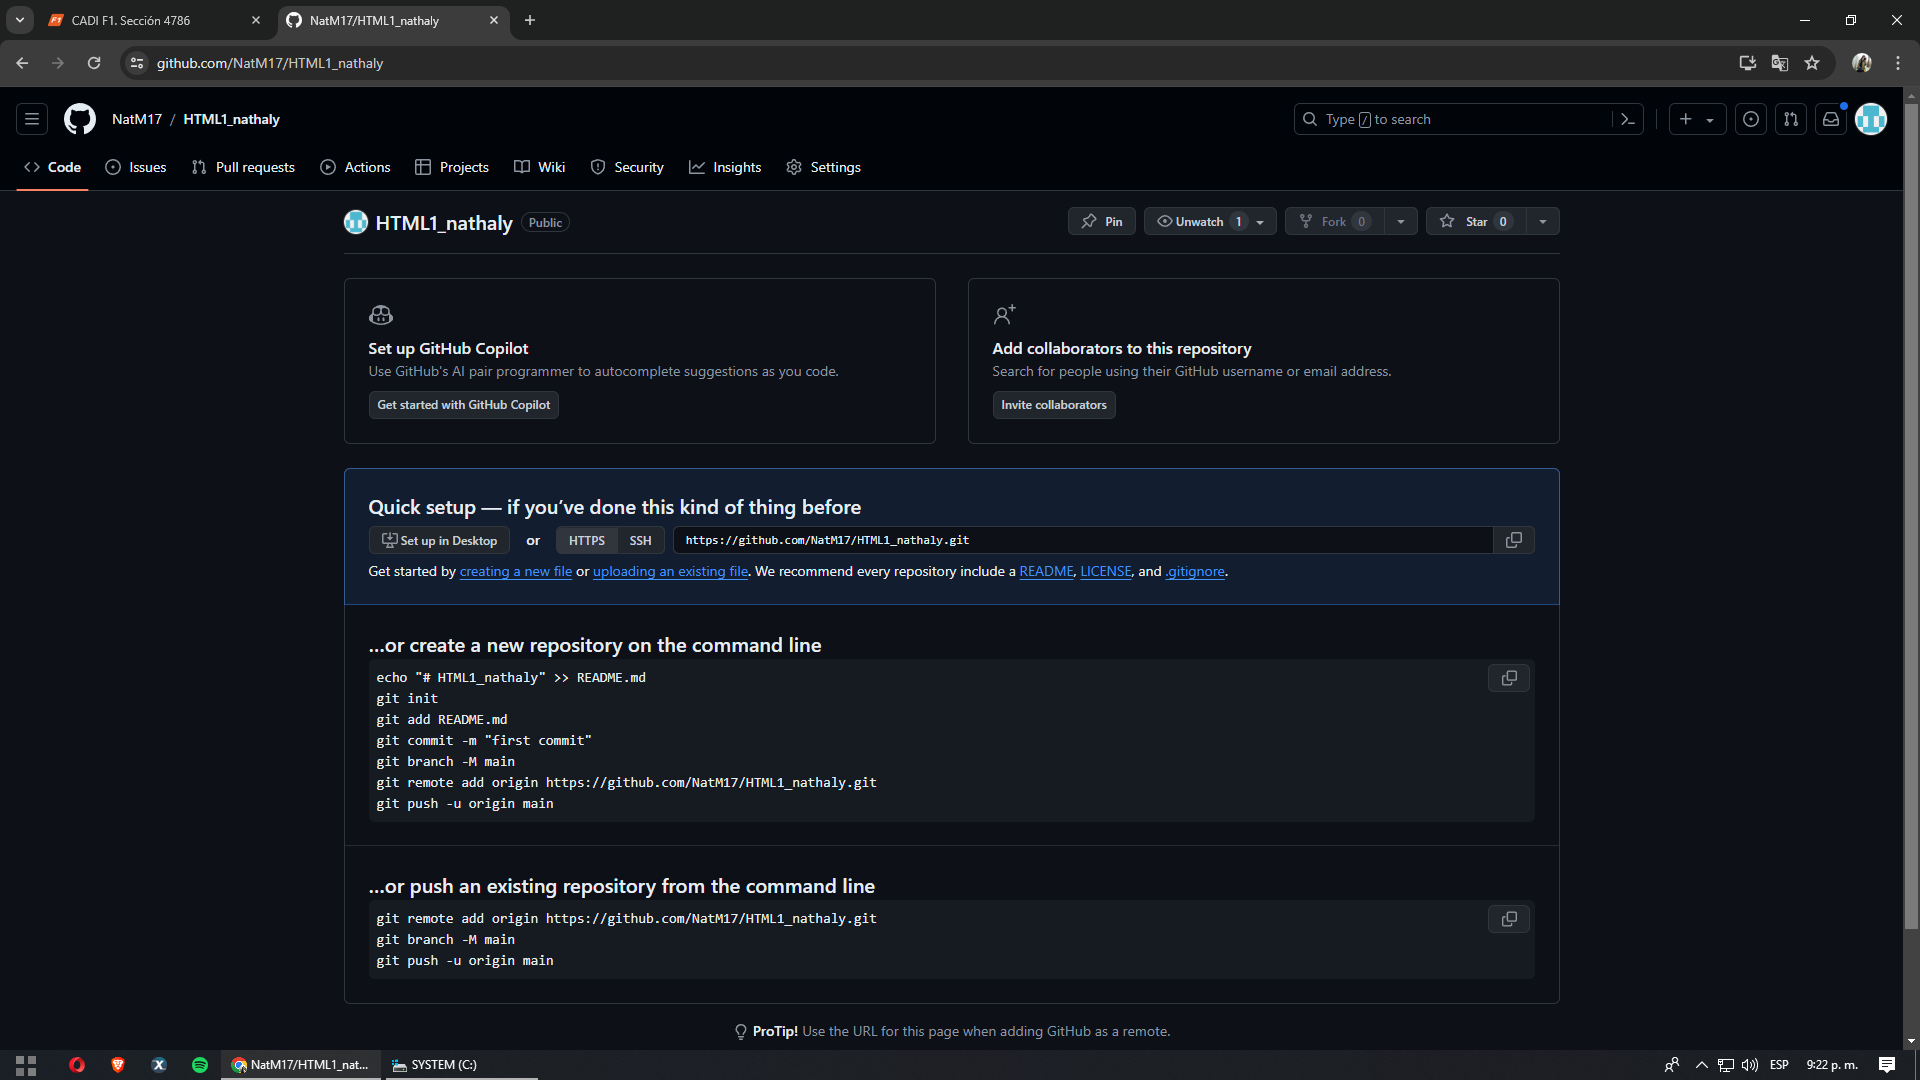 CADI F1. Sección 4786
NatM17/HTML1_nathaly
github.com/NatM17/HTML1_nathaly
NatM17 / HTML1_nathaly
Type / to search
Code Issues Pull requests Actions Projects Wiki Security Insights Settings
HTML1_nathaly Public
Pin Unwatch 1 Fork 0 Star 0
Set up GitHub Copilot
Use GitHub's AI pair programmer to autocomplete suggestions as you code.
Get started with GitHub Copilot
Add collaborators to this repository
Search for people using their GitHub username or email address.
Invite collaborators
Quick setup — if you’ve done this kind of thing before
Set up in Desktop or HTTPS SSH https://github.com/NatM17/HTML1_nathaly.git
Get started by creating a new file or uploading an existing file. We recommend every repository include a README, LICENSE, and .gitignore.
…or create a new repository on the command line
echo "# HTML1_nathaly" >> README.md
git init
git add README.md
git commit -m "first commit"
git branch -M main
git remote add origin https://github.com/NatM17/HTML1_nathaly.git
git push -u origin main
…or push an existing repository from the command line
git remote add origin https://github.com/NatM17/HTML1_nathaly.git
git branch -M main
git push -u origin main
ProTip! Use the URL for this page when adding GitHub as a remote.
NatM17/HTML1_nat... SYSTEM (C:) ESP 9:22 p. m.